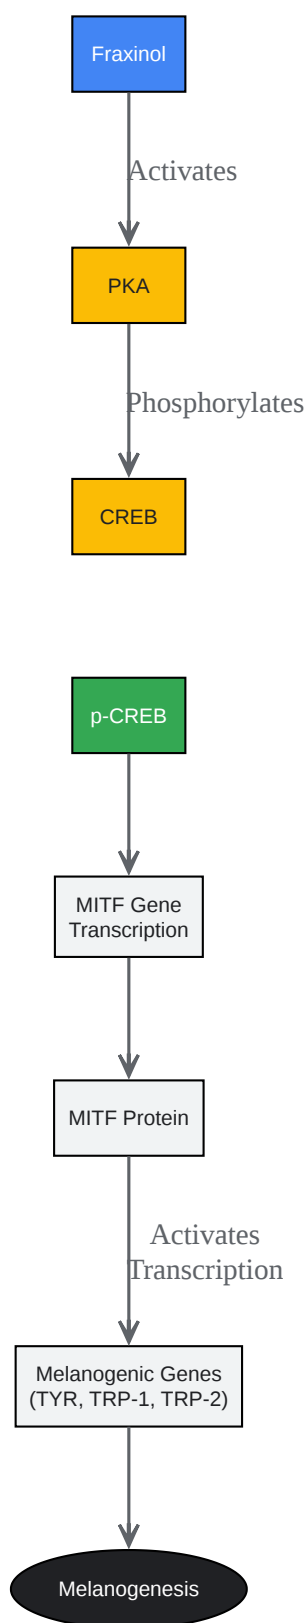 Fraxinol
Activates
PKA
Phosphorylates
CREB
p-CREB
MITF Gene
Transcription
MITF Protein
Activates
Transcription
Melanogenic Genes
(TYR, TRP-1, TRP-2)
Melanogenesis